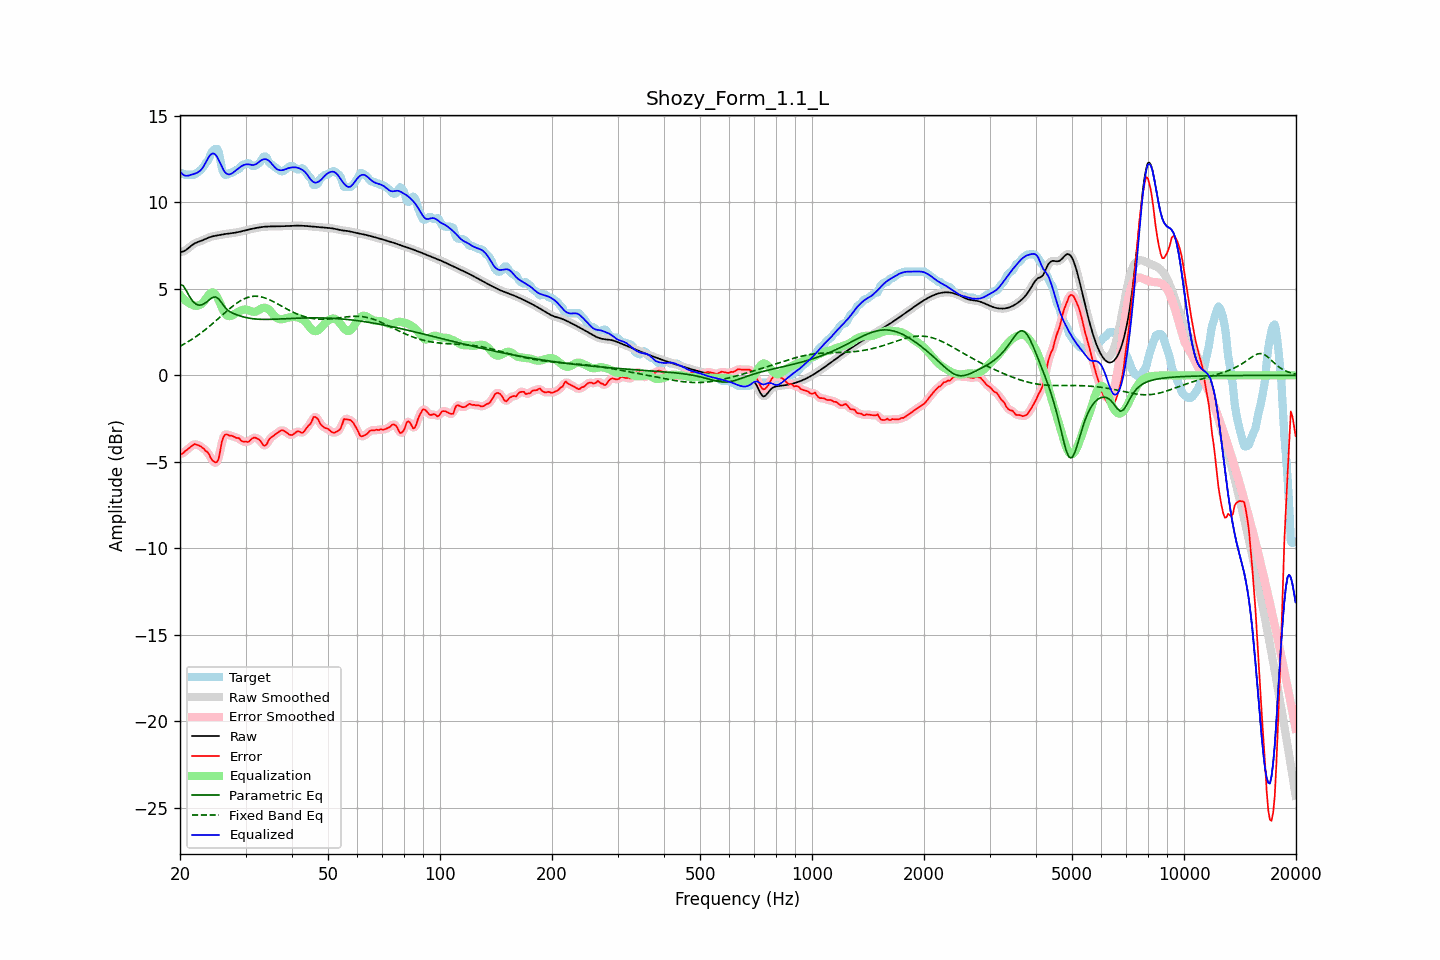 Shozy_Form_1.1_L
15
10
5
0
−5
−10
−15
−20
−25
Amplitude (dBr)
Target
Raw Smoothed
Error Smoothed
Raw
Error
Equalization
Parametric Eq
Fixed Band Eq
Equalized
20 50 100 200 500 1000 2000 5000 10000 20000
Frequency (Hz)